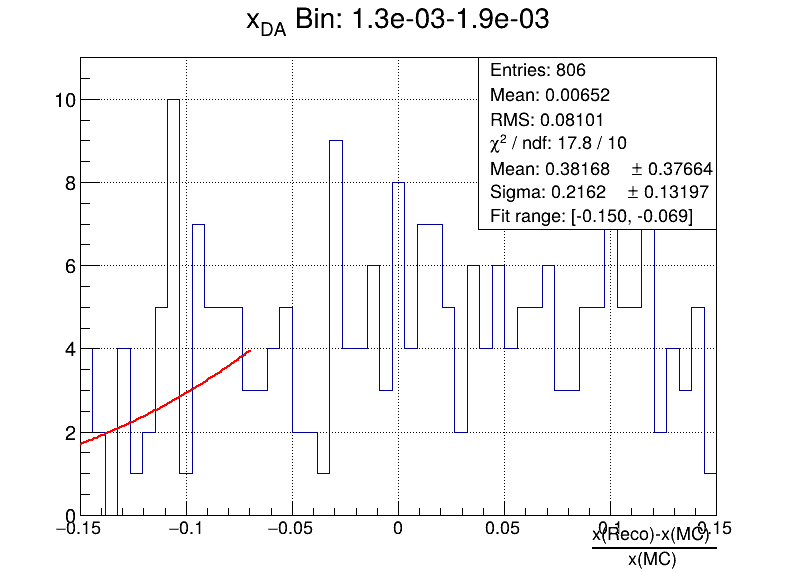 x_DA Bin: 1.3e-03-1.9e-03
Entries: 806
Mean: 0.00652
RMS: 0.08101
χ² / ndf: 17.8 / 10
Mean: 0.38168 ± 0.37664
Sigma: 0.2162 ± 0.13197
Fit range: [-0.150, -0.069]
10
8
6
4
2
0
−0.15 −0.1 −0.05 0 0.05 0.1 0.15
x(Reco)-x(MC)
x(MC)